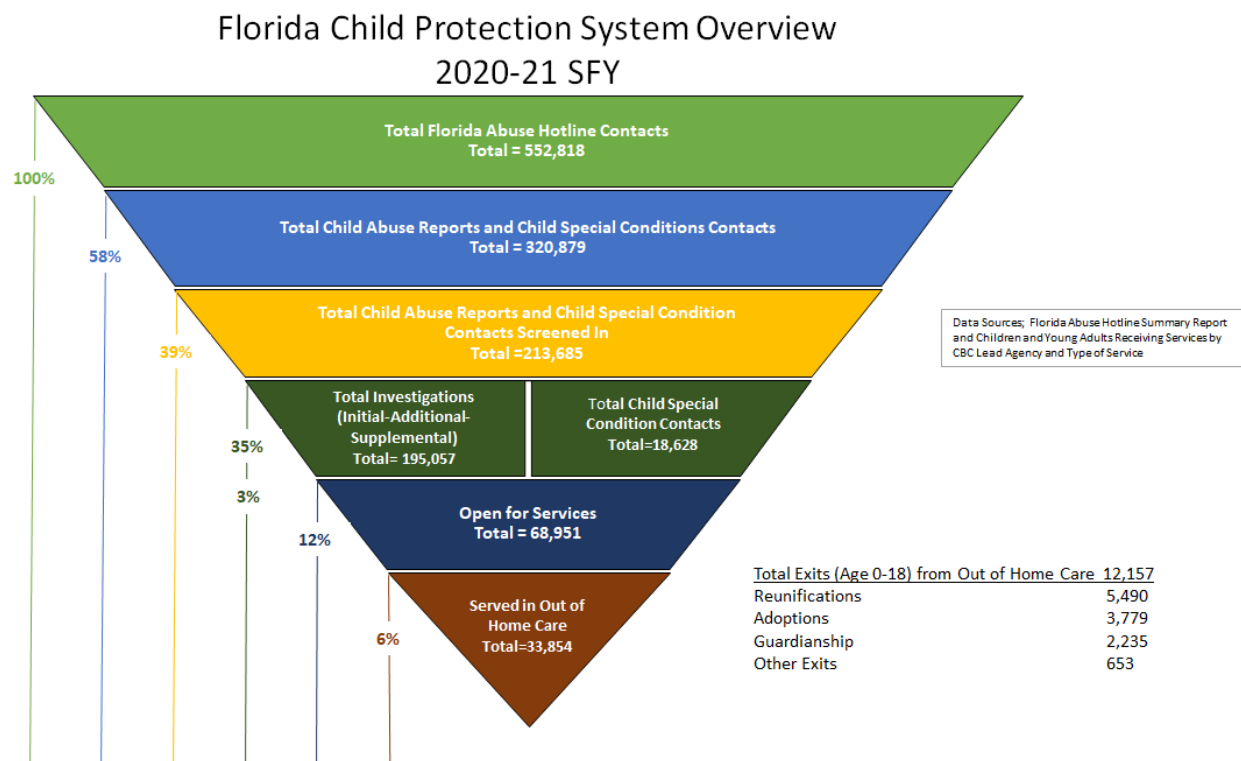 Florida Child Protection System Overview
2020-21 SFY
Total Florida Abuse Hotline Contacts
Total = 552,818
100%
Total Child Abuse Reports and Child Special Conditions Contacts
Total = 320,879
58%
Total Child Abuse Reports and Child Special Condition
Contacts Screened In
Total =213,685
39%
Data Sources; Florida Abuse Hotline Summary Report
and Children and Young Adults Receiving Services by
CBC Lead Agency and Type of Service
Total Investigations
(Initial-Additional-
Supplemental)
Total= 195,057
Total Child Special
Condition Contacts
Total=18,628
35%
3%
Open for Services
Total = 68,951
12%
Served in Out of
Home Care
Total=33,854
6%
Total Exits (Age 0-18) from Out of Home Care 12,157
Reunifications 5,490
Adoptions 3,779
Guardianship 2,235
Other Exits 653